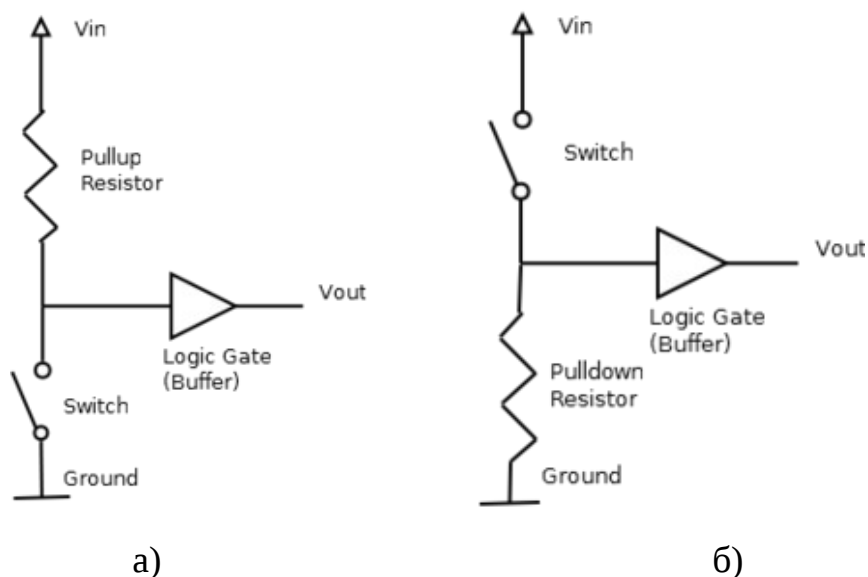 Vin
Pullup
Resistor
Vout
Logic Gate
(Buffer)
Switch
Ground
а)
Vin
Switch
Vout
Logic Gate
(Buffer)
Pulldown
Resistor
Ground
б)